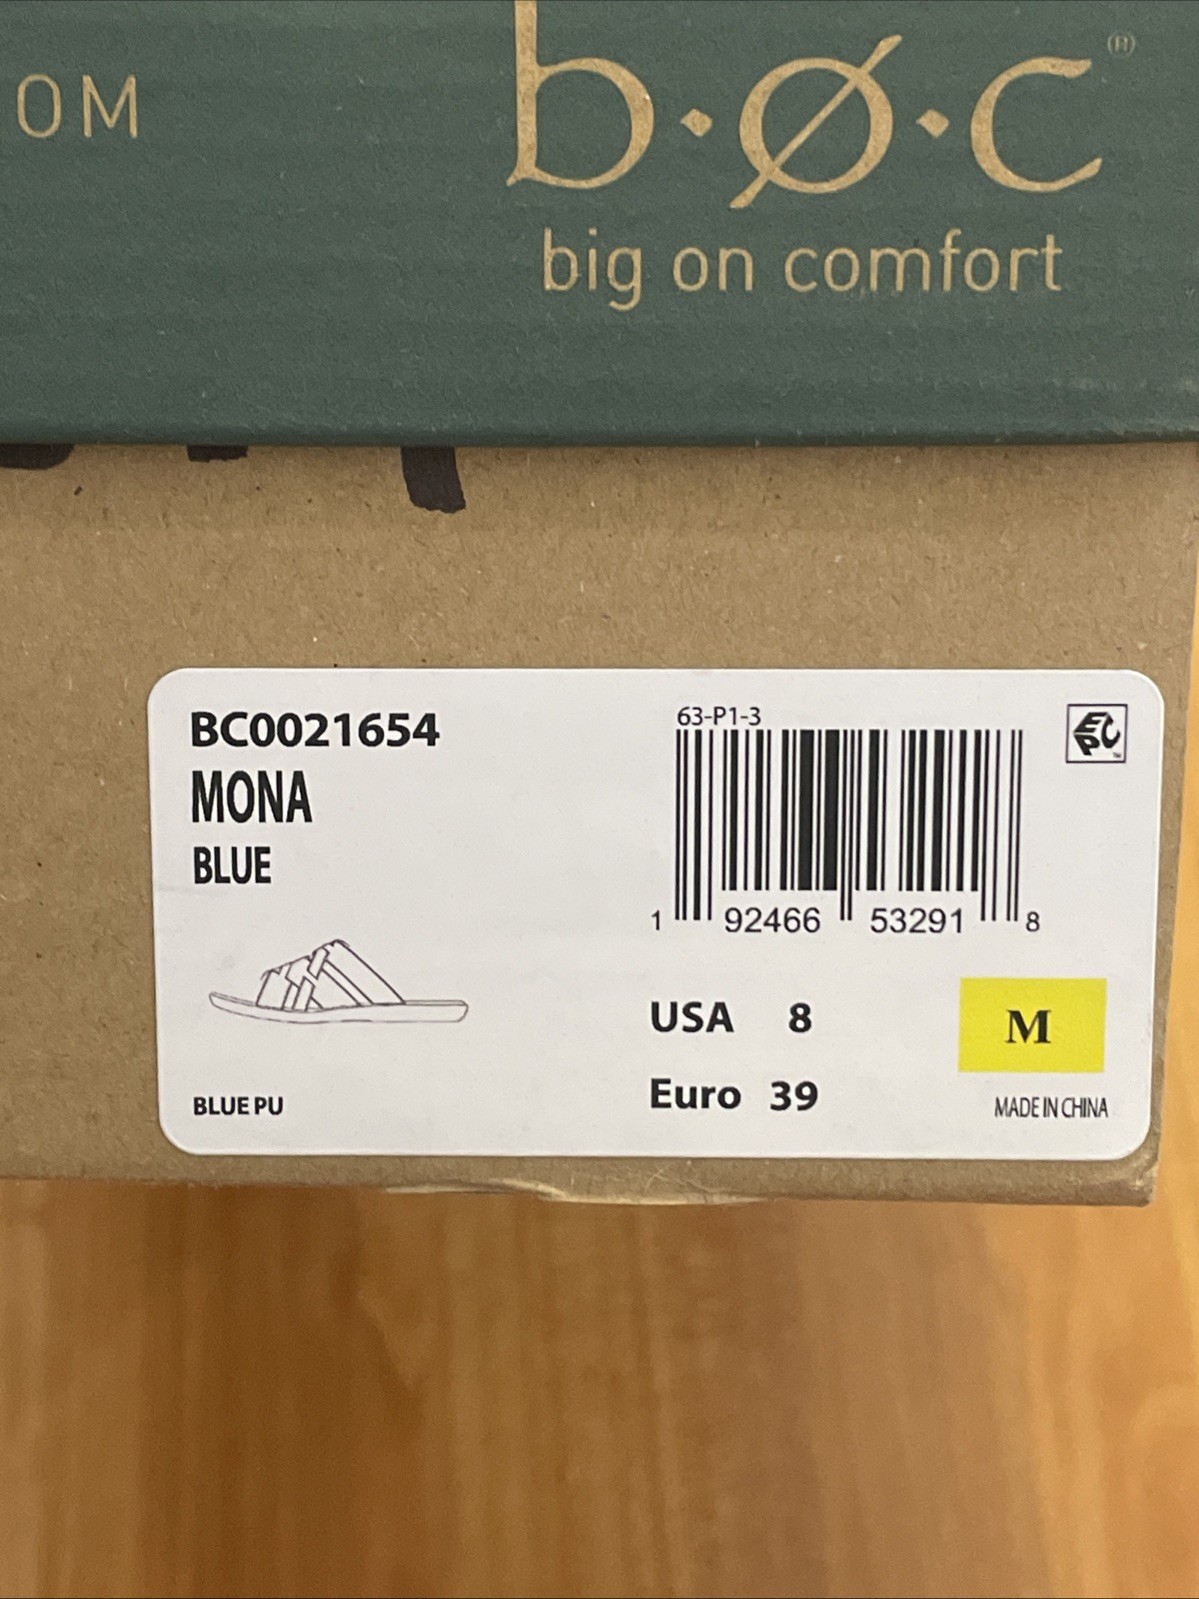 OM
b·ø·c®
big on comfort
BC0021654
MONA
BLUE
63-P1-3
1 92466 53291 8
EPC™
USA 8
M
Euro 39
BLUE PU
MADE IN CHINA